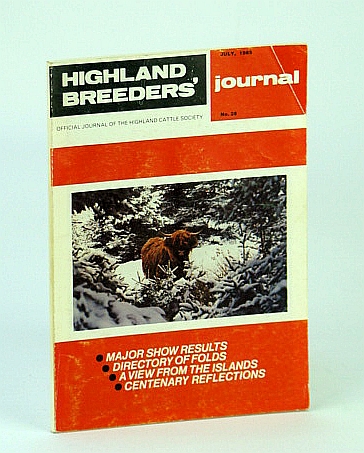 HIGHLAND
BREEDERS'
journal
JULY, 1985
No. 28
OFFICIAL JOURNAL OF THE HIGHLAND CATTLE SOCIETY
• MAJOR SHOW RESULTS
• DIRECTORY OF FOLDS
• A VIEW FROM THE ISLANDS
• CENTENARY REFLECTIONS